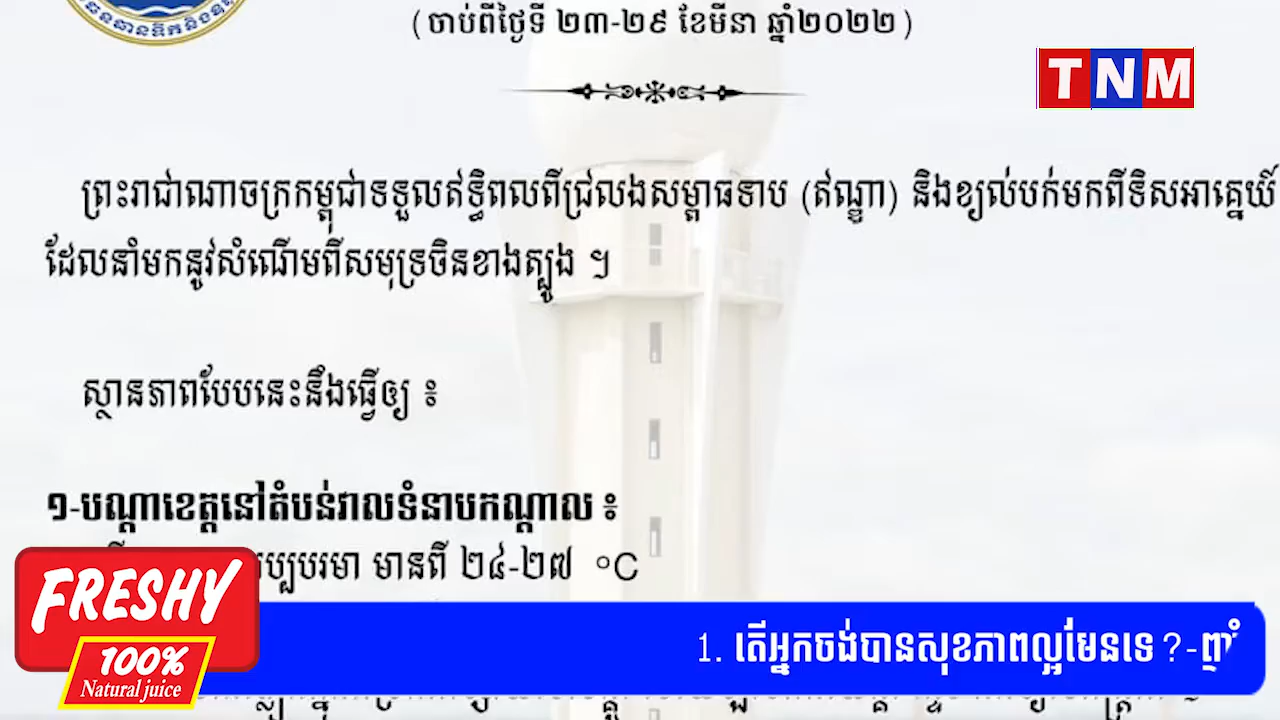 (ចាប់ពីថ្ងៃទី ២៣-២៩ ខែមីនា ឆ្នាំ២០២២)
TNM
ព្រះរាជាណាចក្រកម្ពុជាទទួលឥទ្ធិពលពីជ្រលងសម្ពាធទាប (ឥណ្ឌា) និងខ្យល់បក់មកពីទិសអាគ្នេយ៍
ដែលនាំមកនូវសំណើមពីសមុទ្រចិនខាងត្បូង ។
ស្ថានភាពបែបនេះនឹងធ្វើឲ្យ ៖
១-បណ្តាខេត្តនៅតំបន់វាលទំនាបកណ្តាល ៖
អប្បបរមា មានពី ២៤-២៧ °C
FRESHY
100%
Natural juice
1. តើអ្នកចង់បានសុខភាពល្អមែនទេ?-